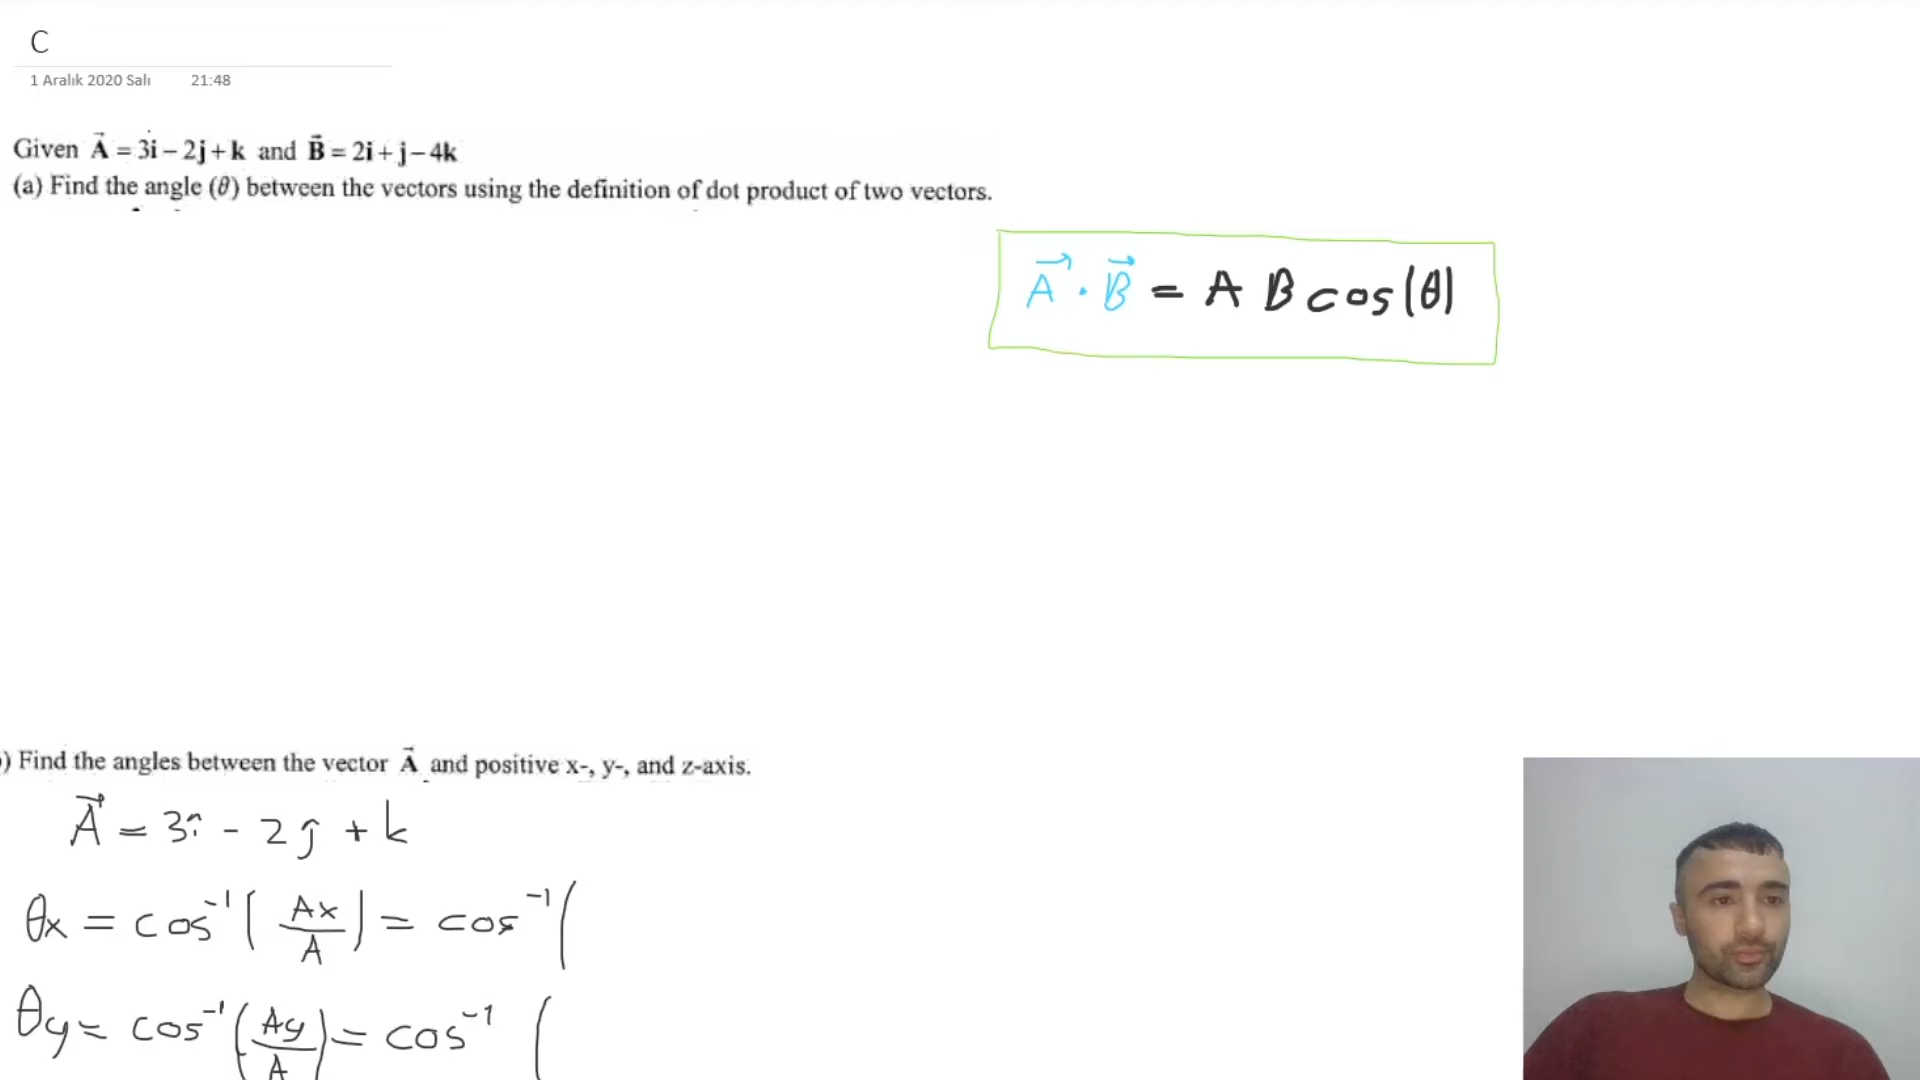 C
1 Aralık 2020 Salı 21:48
Given A⃗ = 3i – 2j + k and B⃗ = 2i + j – 4k
(a) Find the angle (θ) between the vectors using the definition of dot product of two vectors.
A⃗ · B⃗ = A B cos(θ)
) Find the angles between the vector A⃗ and positive x-, y-, and z-axis.
A⃗ = 3î - 2ĵ + k
θx = cos⁻¹(Ax/A) = cos⁻¹(
θy = cos⁻¹(Ay/A) = cos⁻¹(